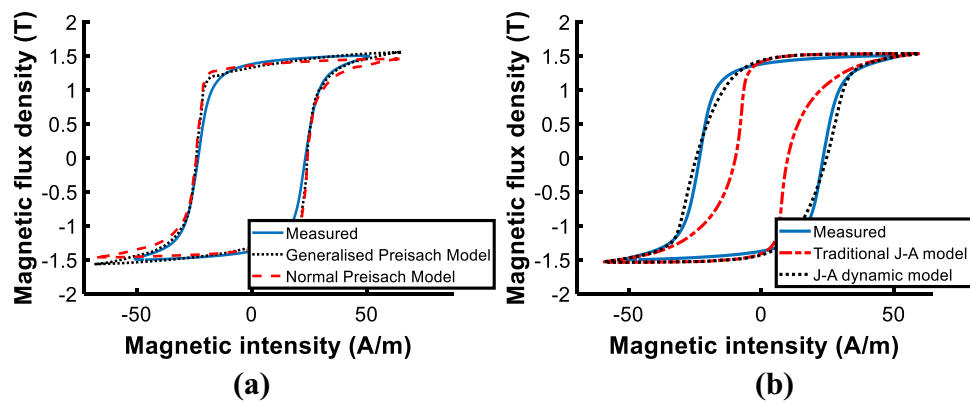 Magnetic flux density (T)
2
1.5
1
0.5
0
-0.5
-1
-1.5
-2
-50
0
50
Magnetic intensity (A/m)
Measured
Generalised Preisach Model
Normal Preisach Model
(a)
Magnetic flux density (T)
2
1.5
1
0.5
0
-0.5
-1
-1.5
-2
-50
0
50
Magnetic intensity (A/m)
Measured
Traditional J-A model
J-A dynamic model
(b)